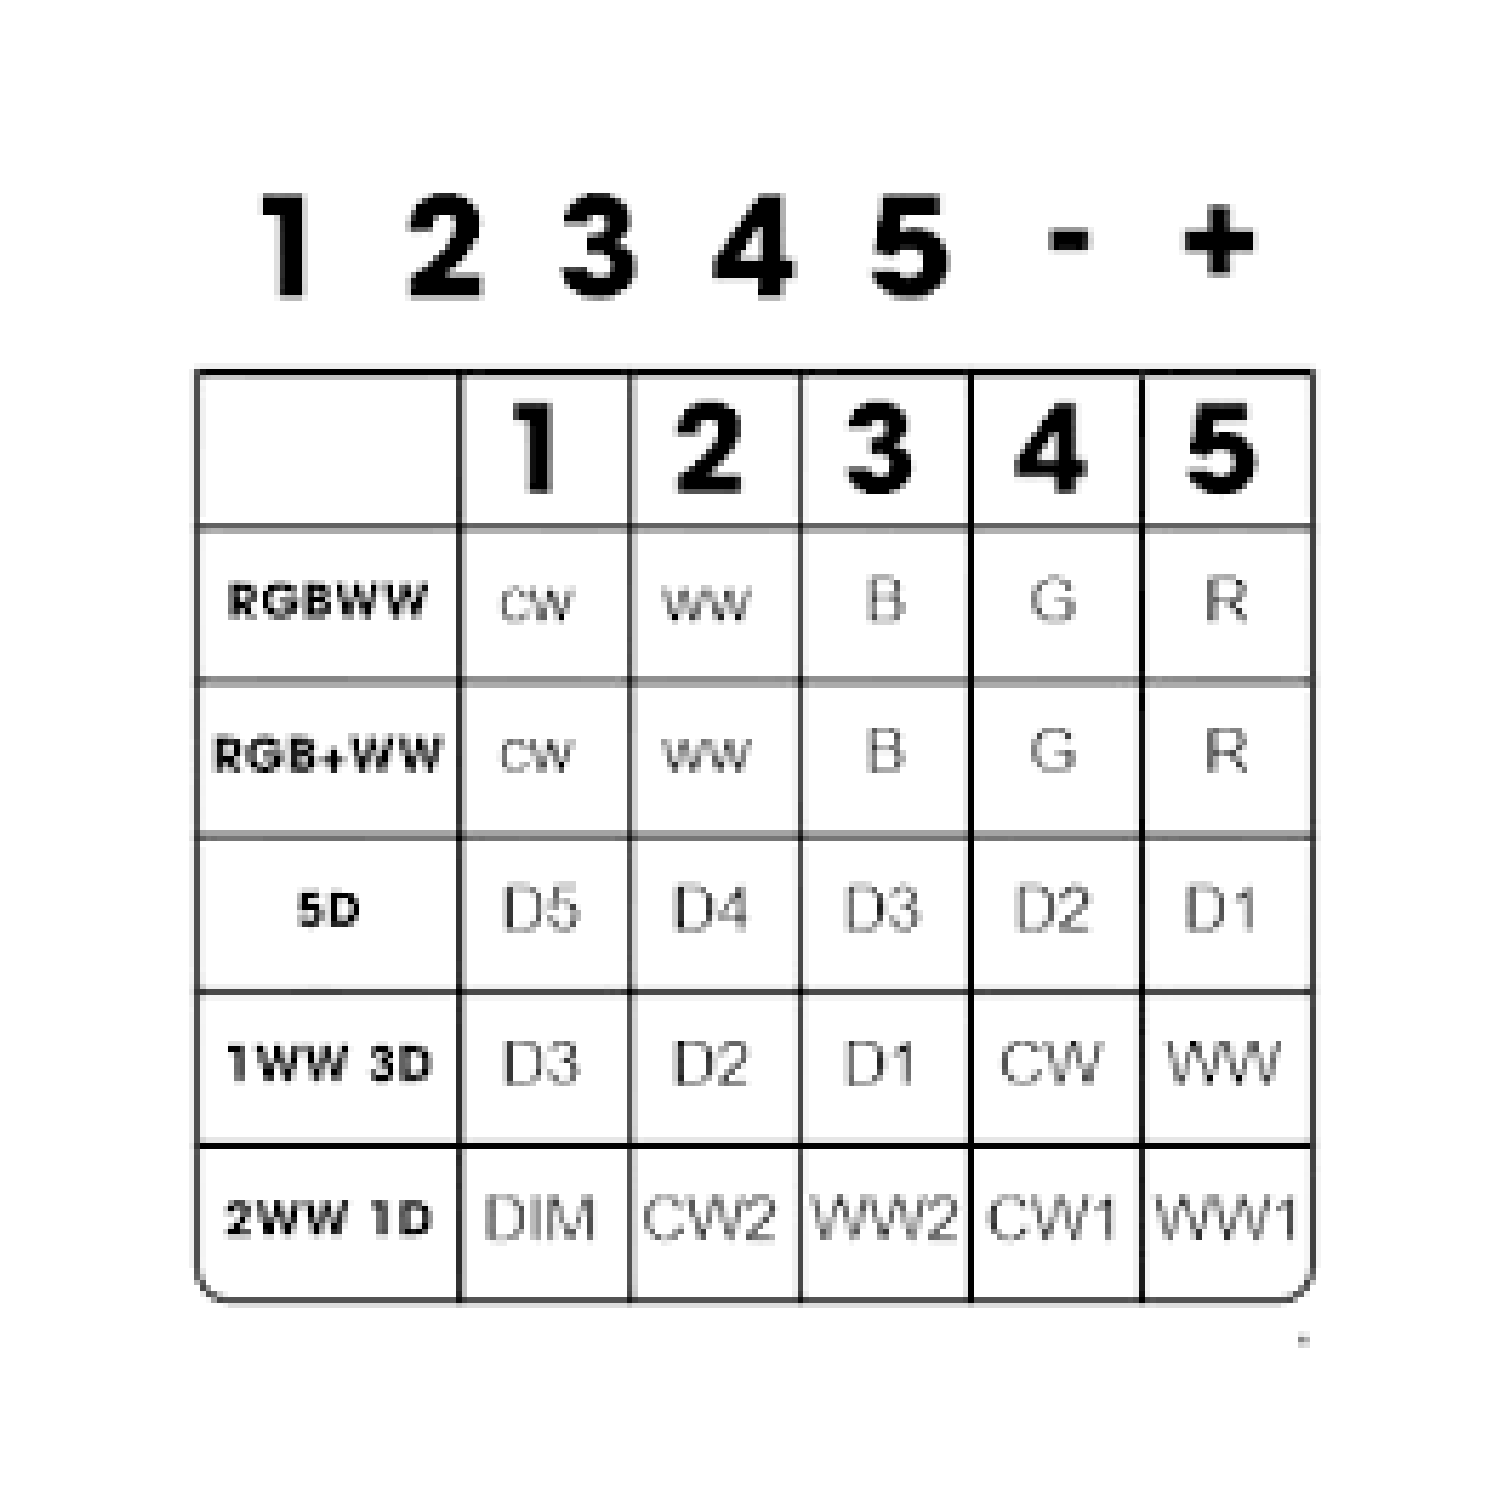 1 2 3 4 5 - +
1 2 3 4 5
RGBWW CW WW B G R
RGB+WW CW WW B G R
5D D5 D4 D3 D2 D1
1WW 3D D3 D2 D1 CW WW
2WW 1D DIM CW2 WW2 CW1 WW1